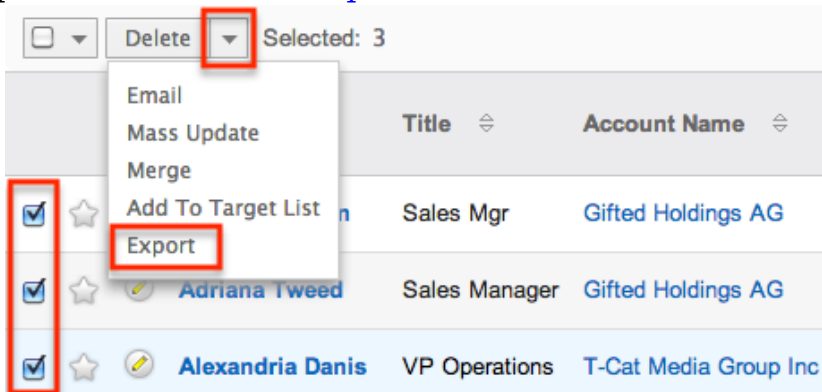 Delete Selected: 3
Email
Mass Update
Merge
Add To Target List
Export
Title Account Name
n Sales Mgr Gifted Holdings AG
Adriana Tweed Sales Manager Gifted Holdings AG
Alexandria Danis VP Operations T-Cat Media Group Inc